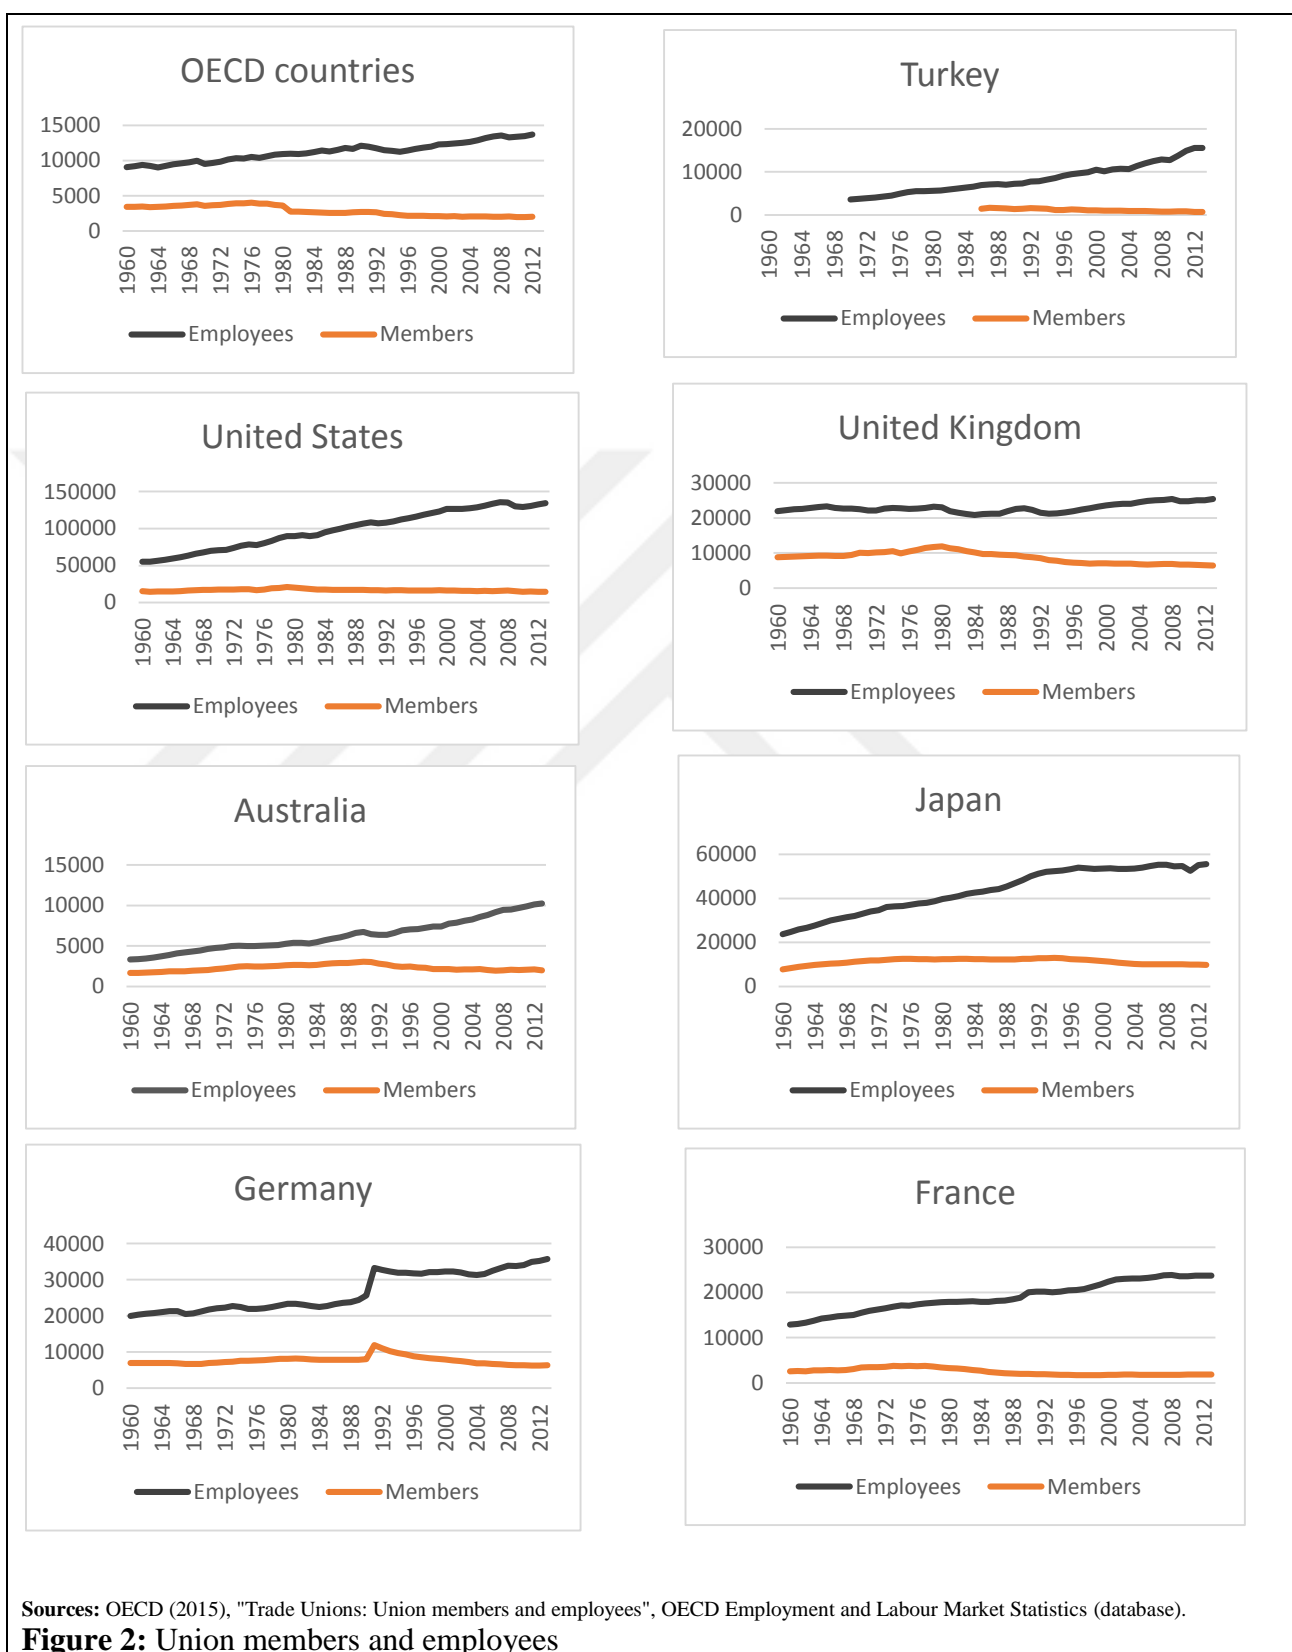 OECD countries
15000
10000
5000
0
1960 1964 1968 1972 1976 1980 1984 1988 1992 1996 2000 2004 2008 2012
Employees Members
Turkey
20000
10000
0
1960 1964 1968 1972 1976 1980 1984 1988 1992 1996 2000 2004 2008 2012
Employees Members
United States
150000
100000
50000
0
1960 1964 1968 1972 1976 1980 1984 1988 1992 1996 2000 2004 2008 2012
Employees Members
United Kingdom
30000
20000
10000
0
1960 1964 1968 1972 1976 1980 1984 1988 1992 1996 2000 2004 2008 2012
Employees Members
Australia
15000
10000
5000
0
1960 1964 1968 1972 1976 1980 1984 1988 1992 1996 2000 2004 2008 2012
Employees Members
Japan
60000
40000
20000
0
1960 1964 1968 1972 1976 1980 1984 1988 1992 1996 2000 2004 2008 2012
Employees Members
Germany
40000
30000
20000
10000
0
1960 1964 1968 1972 1976 1980 1984 1988 1992 1996 2000 2004 2008 2012
Employees Members
France
30000
20000
10000
0
1960 1964 1968 1972 1976 1980 1984 1988 1992 1996 2000 2004 2008 2012
Employees Members
Sources: OECD (2015), "Trade Unions: Union members and employees", OECD Employment and Labour Market Statistics (database).
Figure 2: Union members and employees